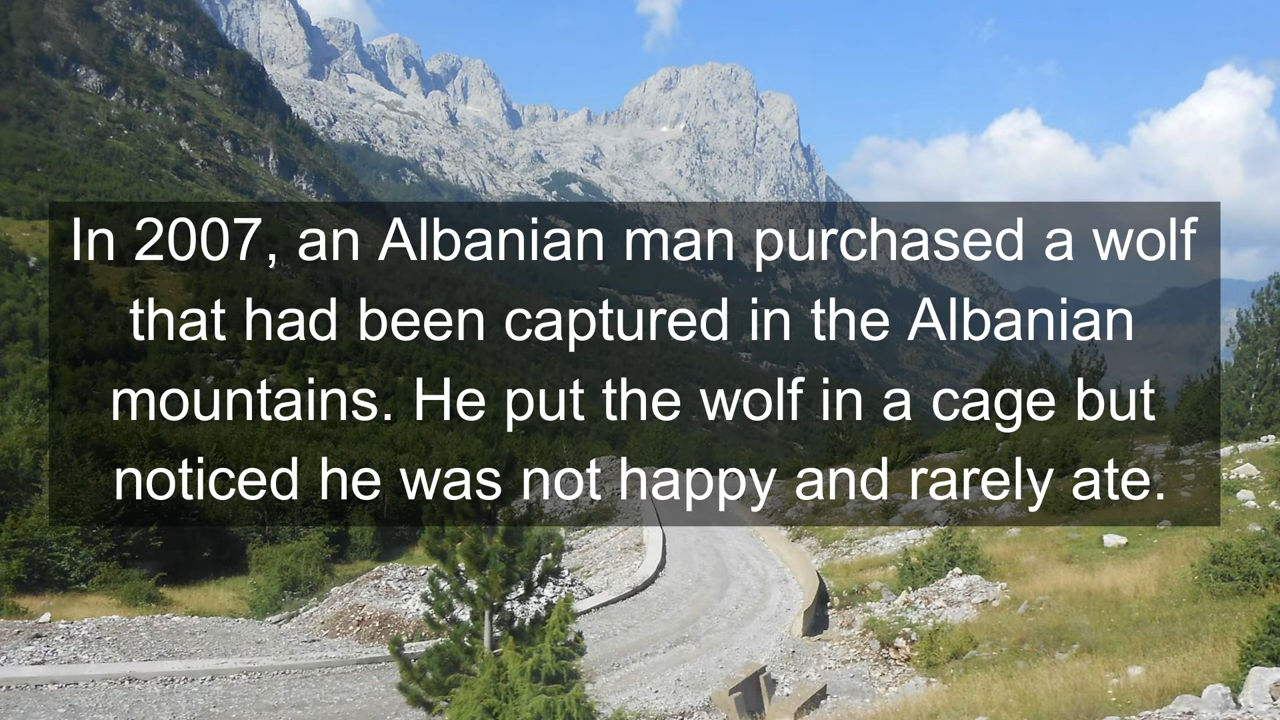 In 2007, an Albanian man purchased a wolf
that had been captured in the Albanian
mountains. He put the wolf in a cage but
noticed he was not happy and rarely ate.